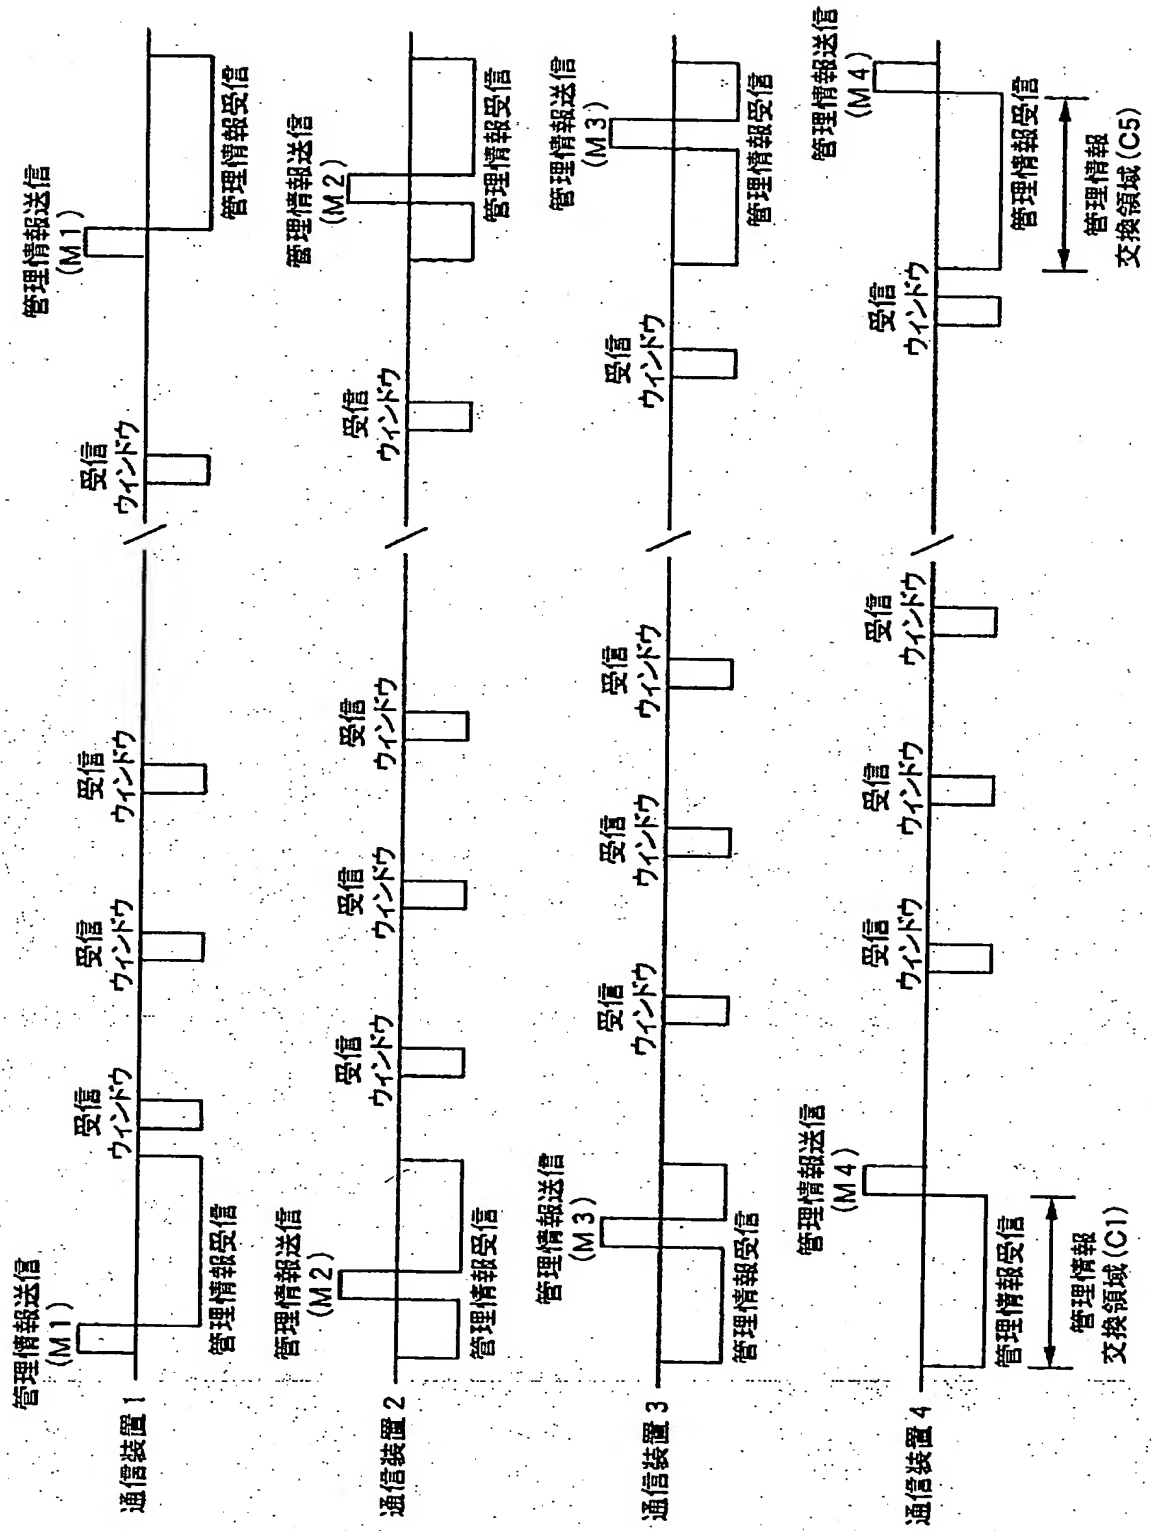 管理情報送信
(M1)
受信
ウィンドウ
受信
ウィンドウ
受信
ウィンドウ
受信
ウィンドウ
管理情報送信
(M1)
通信装置1
管理情報受信
管理情報受信
管理情報送信
(M2)
受信
ウィンドウ
受信
ウィンドウ
受信
ウィンドウ
受信
ウィンドウ
管理情報送信
(M2)
通信装置2
管理情報受信
管理情報受信
管理情報送信
(M3)
受信
ウィンドウ
受信
ウィンドウ
受信
ウィンドウ
受信
ウィンドウ
管理情報送信
(M3)
通信装置3
管理情報受信
管理情報受信
管理情報送信
(M4)
受信
ウィンドウ
受信
ウィンドウ
受信
ウィンドウ
受信
ウィンドウ
管理情報送信
(M4)
通信装置4
管理情報受信
管理情報受信
管理情報
交換領域(C1)
管理情報
交換領域(C5)